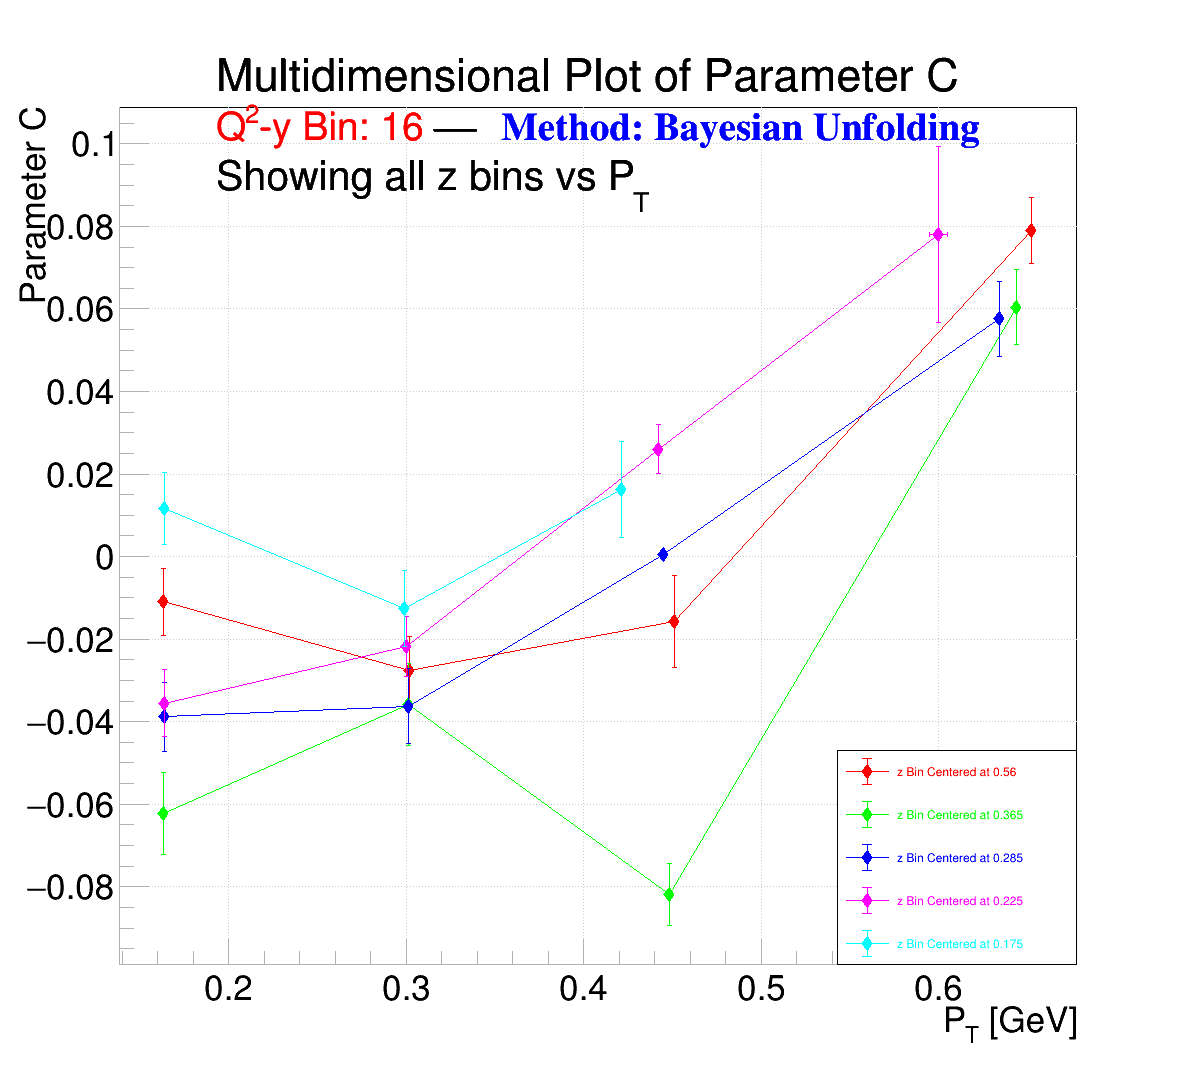 Multidimensional Plot of Parameter C
Q²-y Bin: 16 — Method: Bayesian Unfolding
Showing all z bins vs P_T
Parameter C
0.1
0.08
0.06
0.04
0.02
0
−0.02
−0.04
−0.06
−0.08
z Bin Centered at 0.56
z Bin Centered at 0.365
z Bin Centered at 0.285
z Bin Centered at 0.225
z Bin Centered at 0.175
0.2 0.3 0.4 0.5 0.6
P_T [GeV]